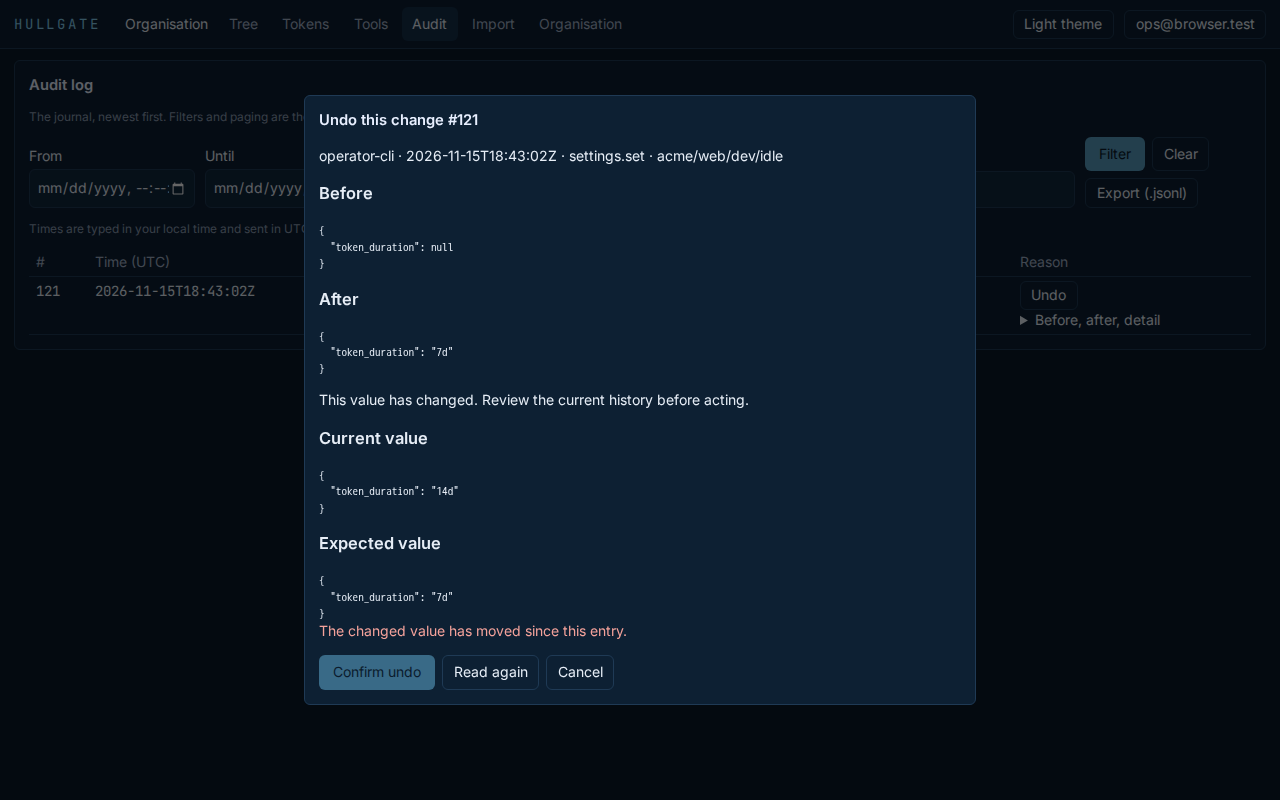 HULLGATE Organisation Tree Tokens Tools Audit Import Organisation Light theme ops@browser.test
Audit log
The journal, newest first. Filters and paging are
From Until Filter Clear
mm/dd/yyyy, --:-- mm/dd/yyyy Export (.jsonl)
Times are typed in your local time and sent in UTC
# Time (UTC) Reason
121 2026-11-15T18:43:02Z Undo
Before, after, detail
Undo this change #121
operator-cli · 2026-11-15T18:43:02Z · settings.set · acme/web/dev/idle
Before
{
"token_duration": null
}
After
{
"token_duration": "7d"
}
This value has changed. Review the current history before acting.
Current value
{
"token_duration": "14d"
}
Expected value
{
"token_duration": "7d"
}
The changed value has moved since this entry.
Confirm undo Read again Cancel